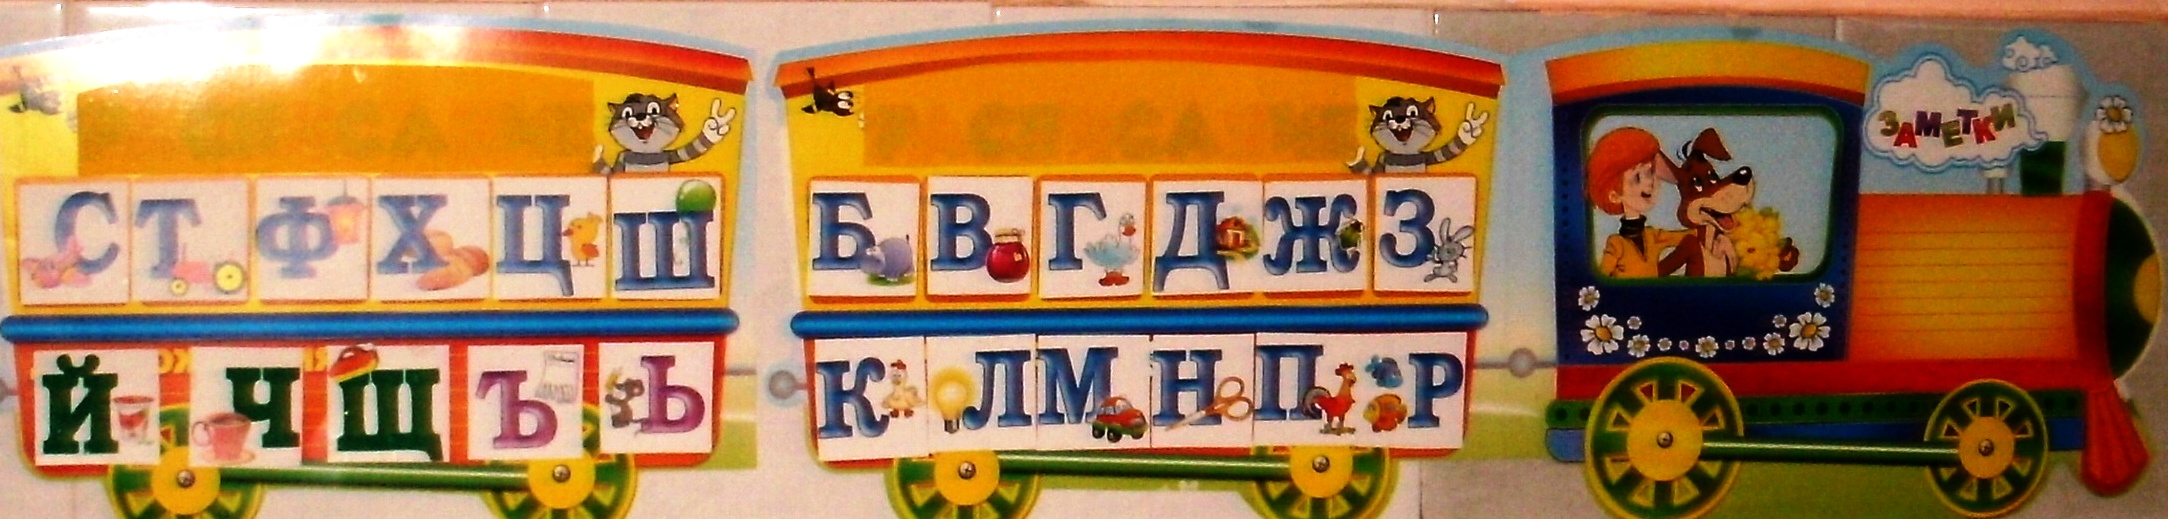 С Т Ф Х Ц Ш
Й Ч Щ Ъ Ь
Б В Г Д Ж З
К Л М Н П Р
ЗАМЕТКИ